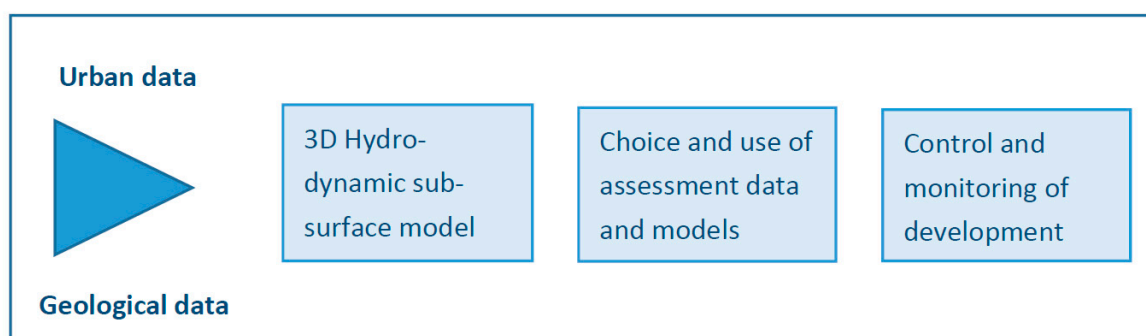 Urban data
Geological data
3D Hydro-
dynamic sub-
surface model
Choice and use of
assessment data
and models
Control and
monitoring of
development